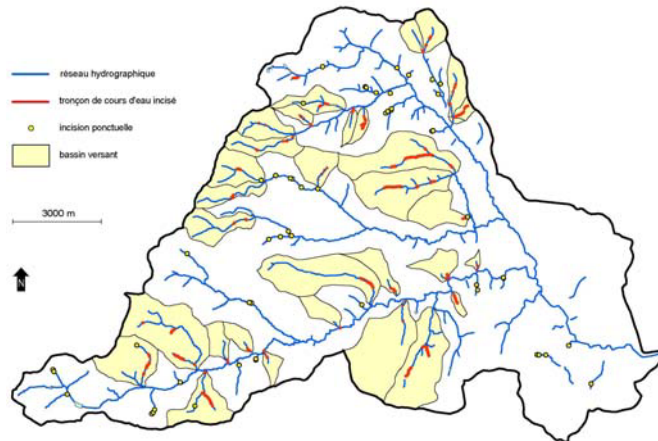 réseau hydrographique
tronçon de cours d'eau incisé
incision ponctuelle
bassin versant
3000 m
N